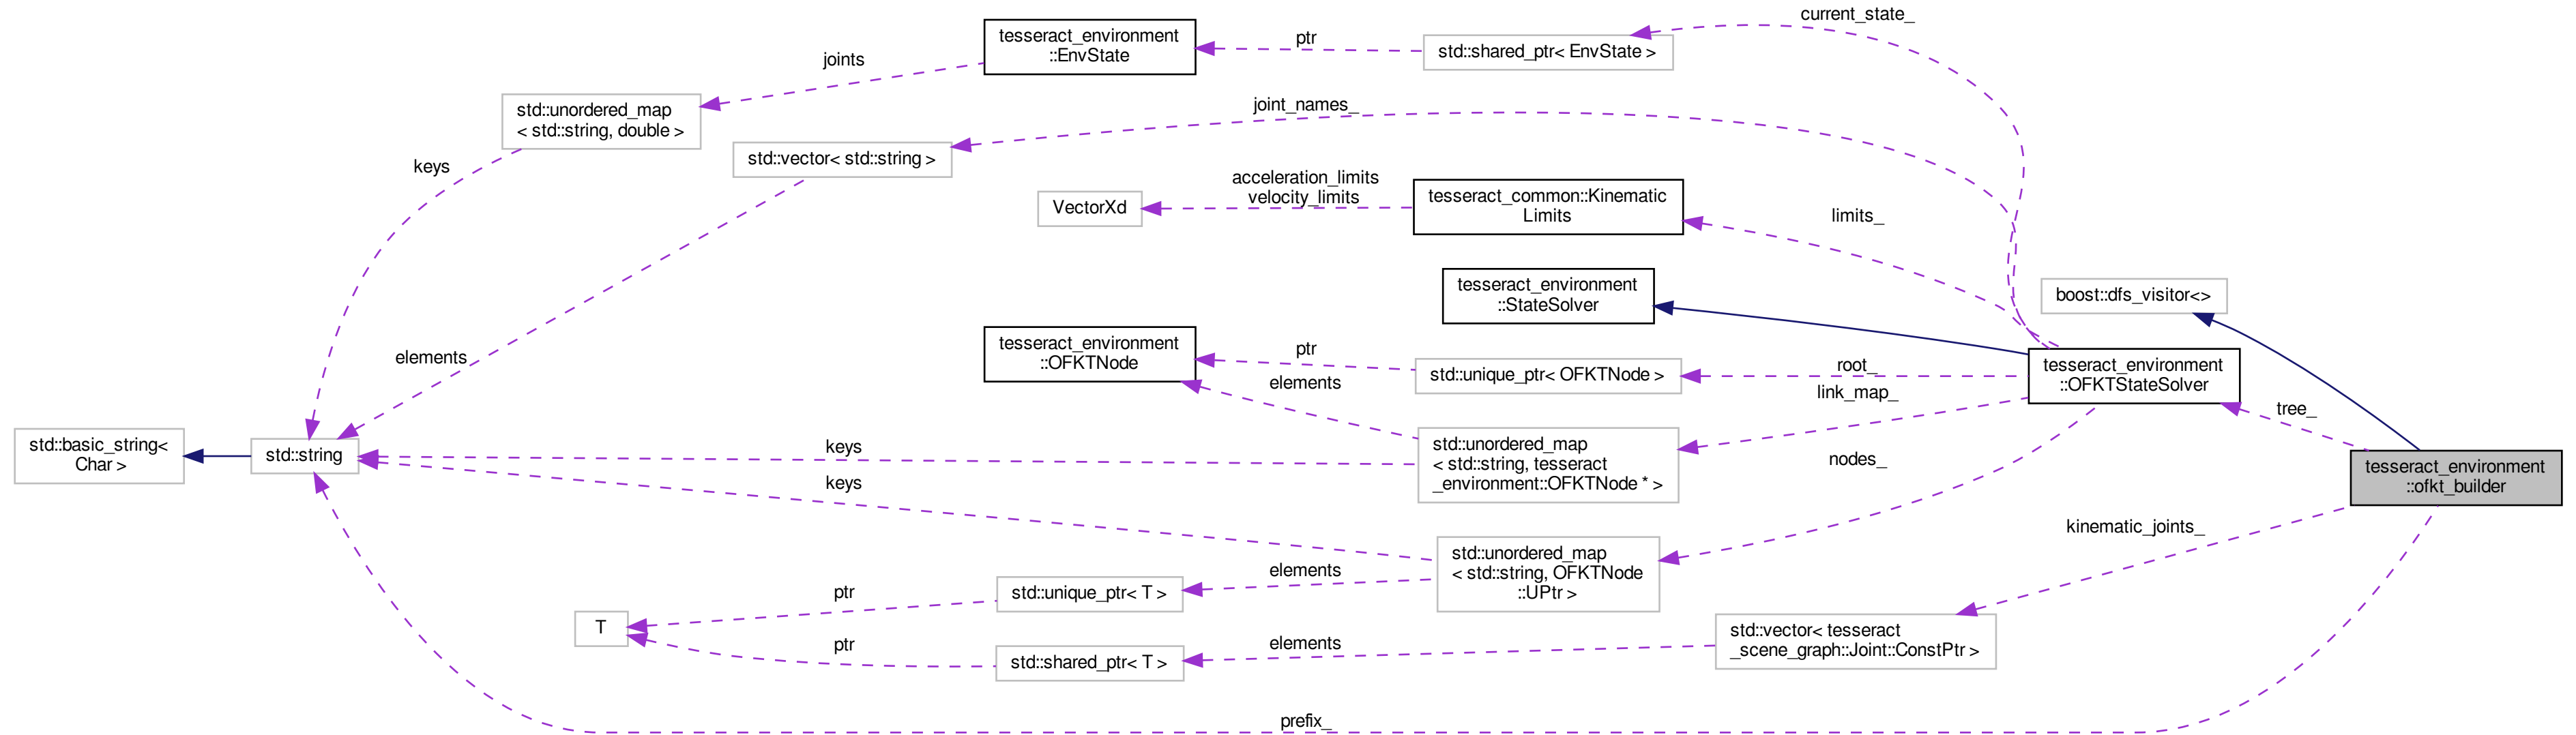 current_state_
tesseract_environment
::EnvState
ptr
std::shared_ptr< EnvState >
joints
std::unordered_map
< std::string, double >
joint_names_
keys
std::vector< std::string >
acceleration_limits
velocity_limits
VectorXd
tesseract_common::Kinematic
Limits
limits_
tesseract_environment
::StateSolver
boost::dfs_visitor<>
tesseract_environment
::OFKTNode
ptr
elements
std::unique_ptr< OFKTNode >
root_
link_map_
tesseract_environment
::OFKTStateSolver
tree_
elements
std::basic_string<
Char >
std::string
keys
keys
std::unordered_map
< std::string, tesseract
_environment::OFKTNode * >
nodes_
tesseract_environment
::ofkt_builder
kinematic_joints_
std::unordered_map
< std::string, OFKTNode
::UPtr >
elements
std::unique_ptr< T >
ptr
T
ptr
std::shared_ptr< T >
elements
std::vector< tesseract
_scene_graph::Joint::ConstPtr >
prefix_